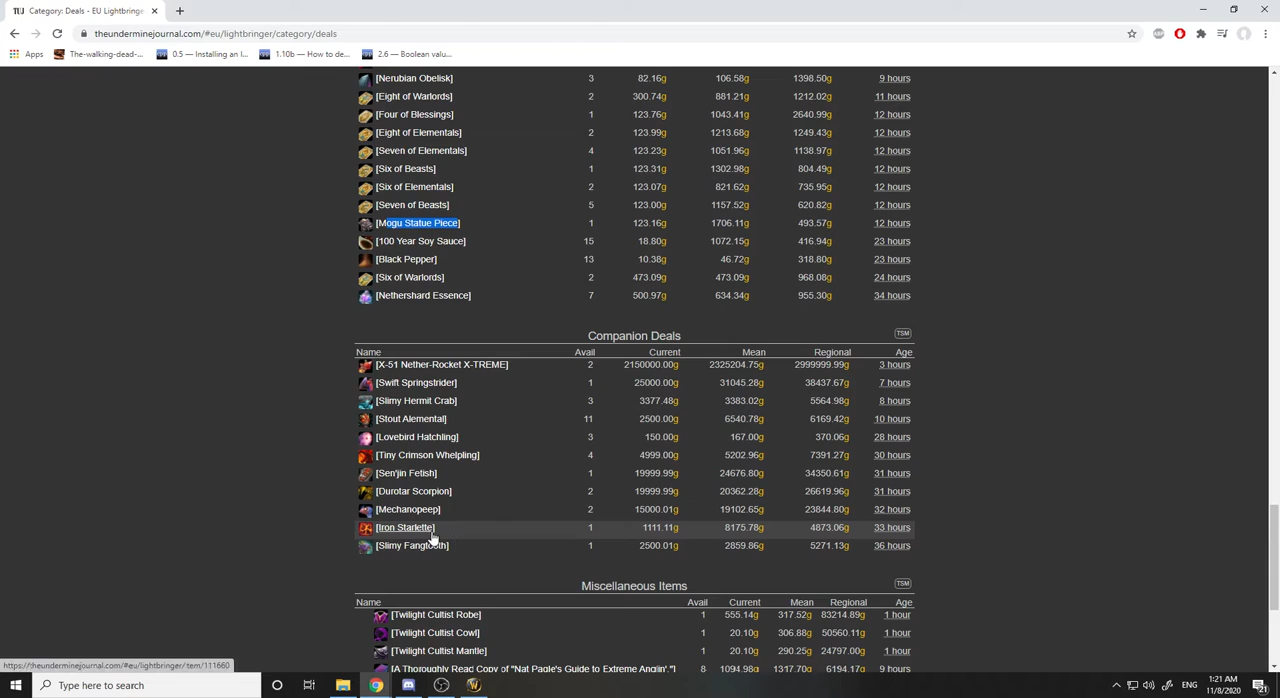 TUJ Category: Deals - EU Lightbringer
theunderminejournal.com/#eu/lightbringer/category/deals
Apps The-walking-dead-... 0.5 — Installing an I... 1.10b — How to de... 2.6 — Boolean valu...
[Nerubian Obelisk] 3 82.16g 106.58g 1398.50g 9 hours
[Eight of Warlords] 2 300.74g 881.21g 1212.02g 11 hours
[Four of Blessings] 1 123.76g 1043.41g 2640.99g 12 hours
[Eight of Elementals] 2 123.99g 1213.68g 1249.43g 12 hours
[Seven of Elementals] 4 123.23g 1051.96g 1138.97g 12 hours
[Six of Beasts] 1 123.31g 1302.98g 804.49g 12 hours
[Six of Elementals] 2 123.07g 821.62g 735.95g 12 hours
[Seven of Beasts] 5 123.00g 1157.52g 620.82g 12 hours
[Mogu Statue Piece] 1 123.16g 1706.11g 493.57g 12 hours
[100 Year Soy Sauce] 15 18.80g 1072.15g 416.94g 23 hours
[Black Pepper] 13 10.38g 46.72g 318.80g 23 hours
[Six of Warlords] 2 473.09g 473.09g 968.08g 24 hours
[Nethershard Essence] 7 500.97g 634.34g 955.30g 34 hours
Companion Deals TSM
Name Avail Current Mean Regional Age
[X-51 Nether-Rocket X-TREME] 2 2150000.00g 2325204.75g 2999999.99g 3 hours
[Swift Springstrider] 1 25000.00g 31045.28g 38437.67g 7 hours
[Slimy Hermit Crab] 3 3377.48g 3383.02g 5564.98g 8 hours
[Stout Alemental] 11 2500.00g 6540.78g 6169.42g 10 hours
[Lovebird Hatchling] 3 150.00g 167.00g 370.06g 28 hours
[Tiny Crimson Whelpling] 4 4999.00g 5202.96g 7391.27g 30 hours
[Sen'jin Fetish] 1 19999.99g 24676.80g 34350.61g 31 hours
[Durotar Scorpion] 2 19999.99g 20362.28g 26619.96g 31 hours
[Mechanopeep] 2 15000.01g 19102.65g 23844.80g 32 hours
[Iron Starlette] 1 1111.11g 8175.78g 4873.06g 33 hours
[Slimy Fangtooth] 1 2500.01g 2859.86g 5271.13g 36 hours
Miscellaneous Items TSM
Name Avail Current Mean Regional Age
[Twilight Cultist Robe] 1 555.14g 317.52g 83214.89g 1 hour
[Twilight Cultist Cowl] 1 20.10g 306.88g 50560.11g 1 hour
[Twilight Cultist Mantle] 1 20.10g 290.25g 24797.00g 1 hour
[A Thoroughly Read Copy of "Nat Pagle's Guide to Extreme Anglin'."] 8 1094.98g 1317.70g 6194.17g 9 hours
https://theunderminejournal.com/#eu/lightbringer/item/111660
Type here to search
ENG
1:21 AM
11/8/2020
21